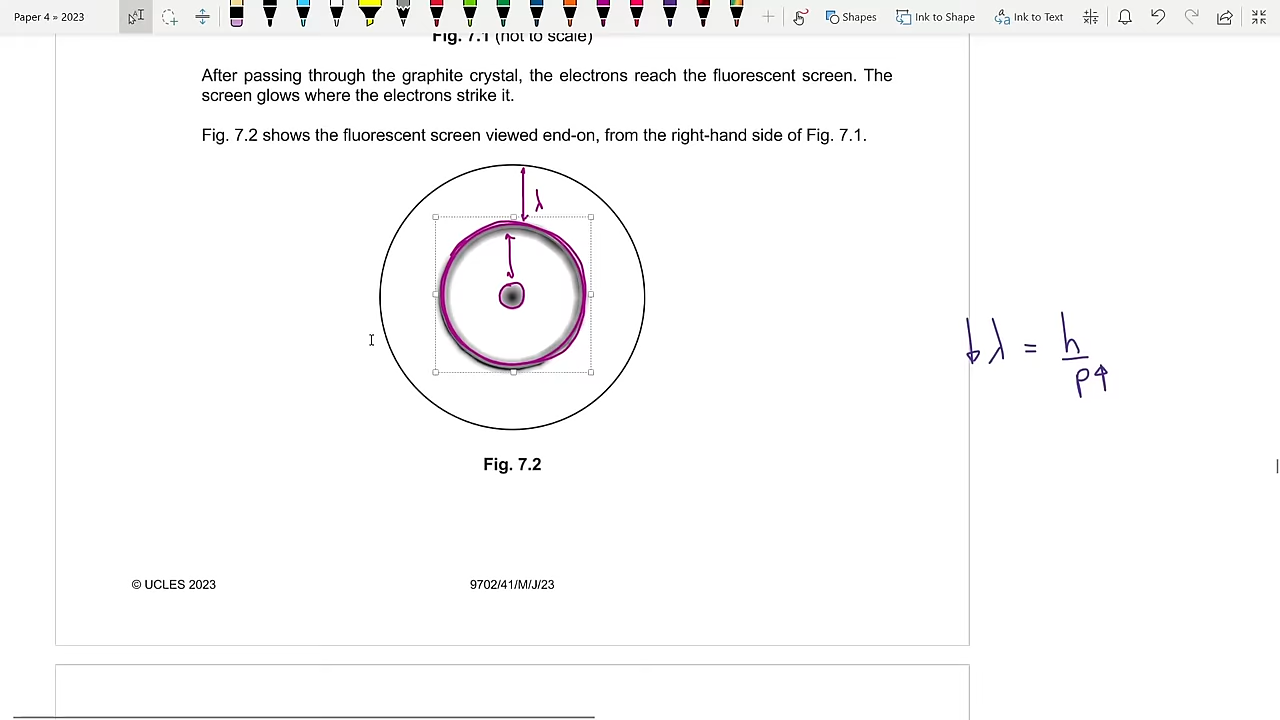 Paper 4 » 2023
Shapes
Ink to Shape
Ink to Text
Fig. 7.1 (not to scale)
After passing through the graphite crystal, the electrons reach the fluorescent screen. The
screen glows where the electrons strike it.
Fig. 7.2 shows the fluorescent screen viewed end-on, from the right-hand side of Fig. 7.1.
λ
↓λ = h
p↑
Fig. 7.2
© UCLES 2023
9702/41/M/J/23